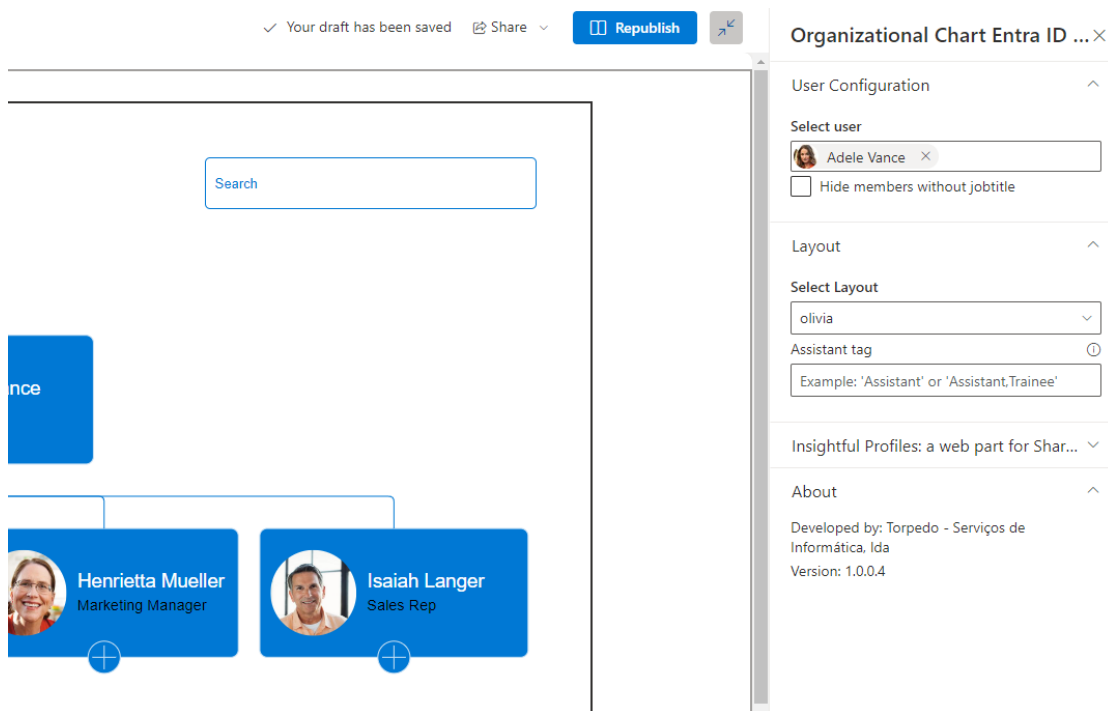 Your draft has been saved
Share
Republish
Search
nce
Henrietta Mueller
Marketing Manager
Isaiah Langer
Sales Rep
Organizational Chart Entra ID ...
User Configuration
Select user
Adele Vance
Hide members without jobtitle
Layout
Select Layout
olivia
Assistant tag
Example: 'Assistant' or 'Assistant,Trainee'
Insightful Profiles: a web part for Shar...
About
Developed by: Torpedo - Serviços de
Informática, lda
Version: 1.0.0.4